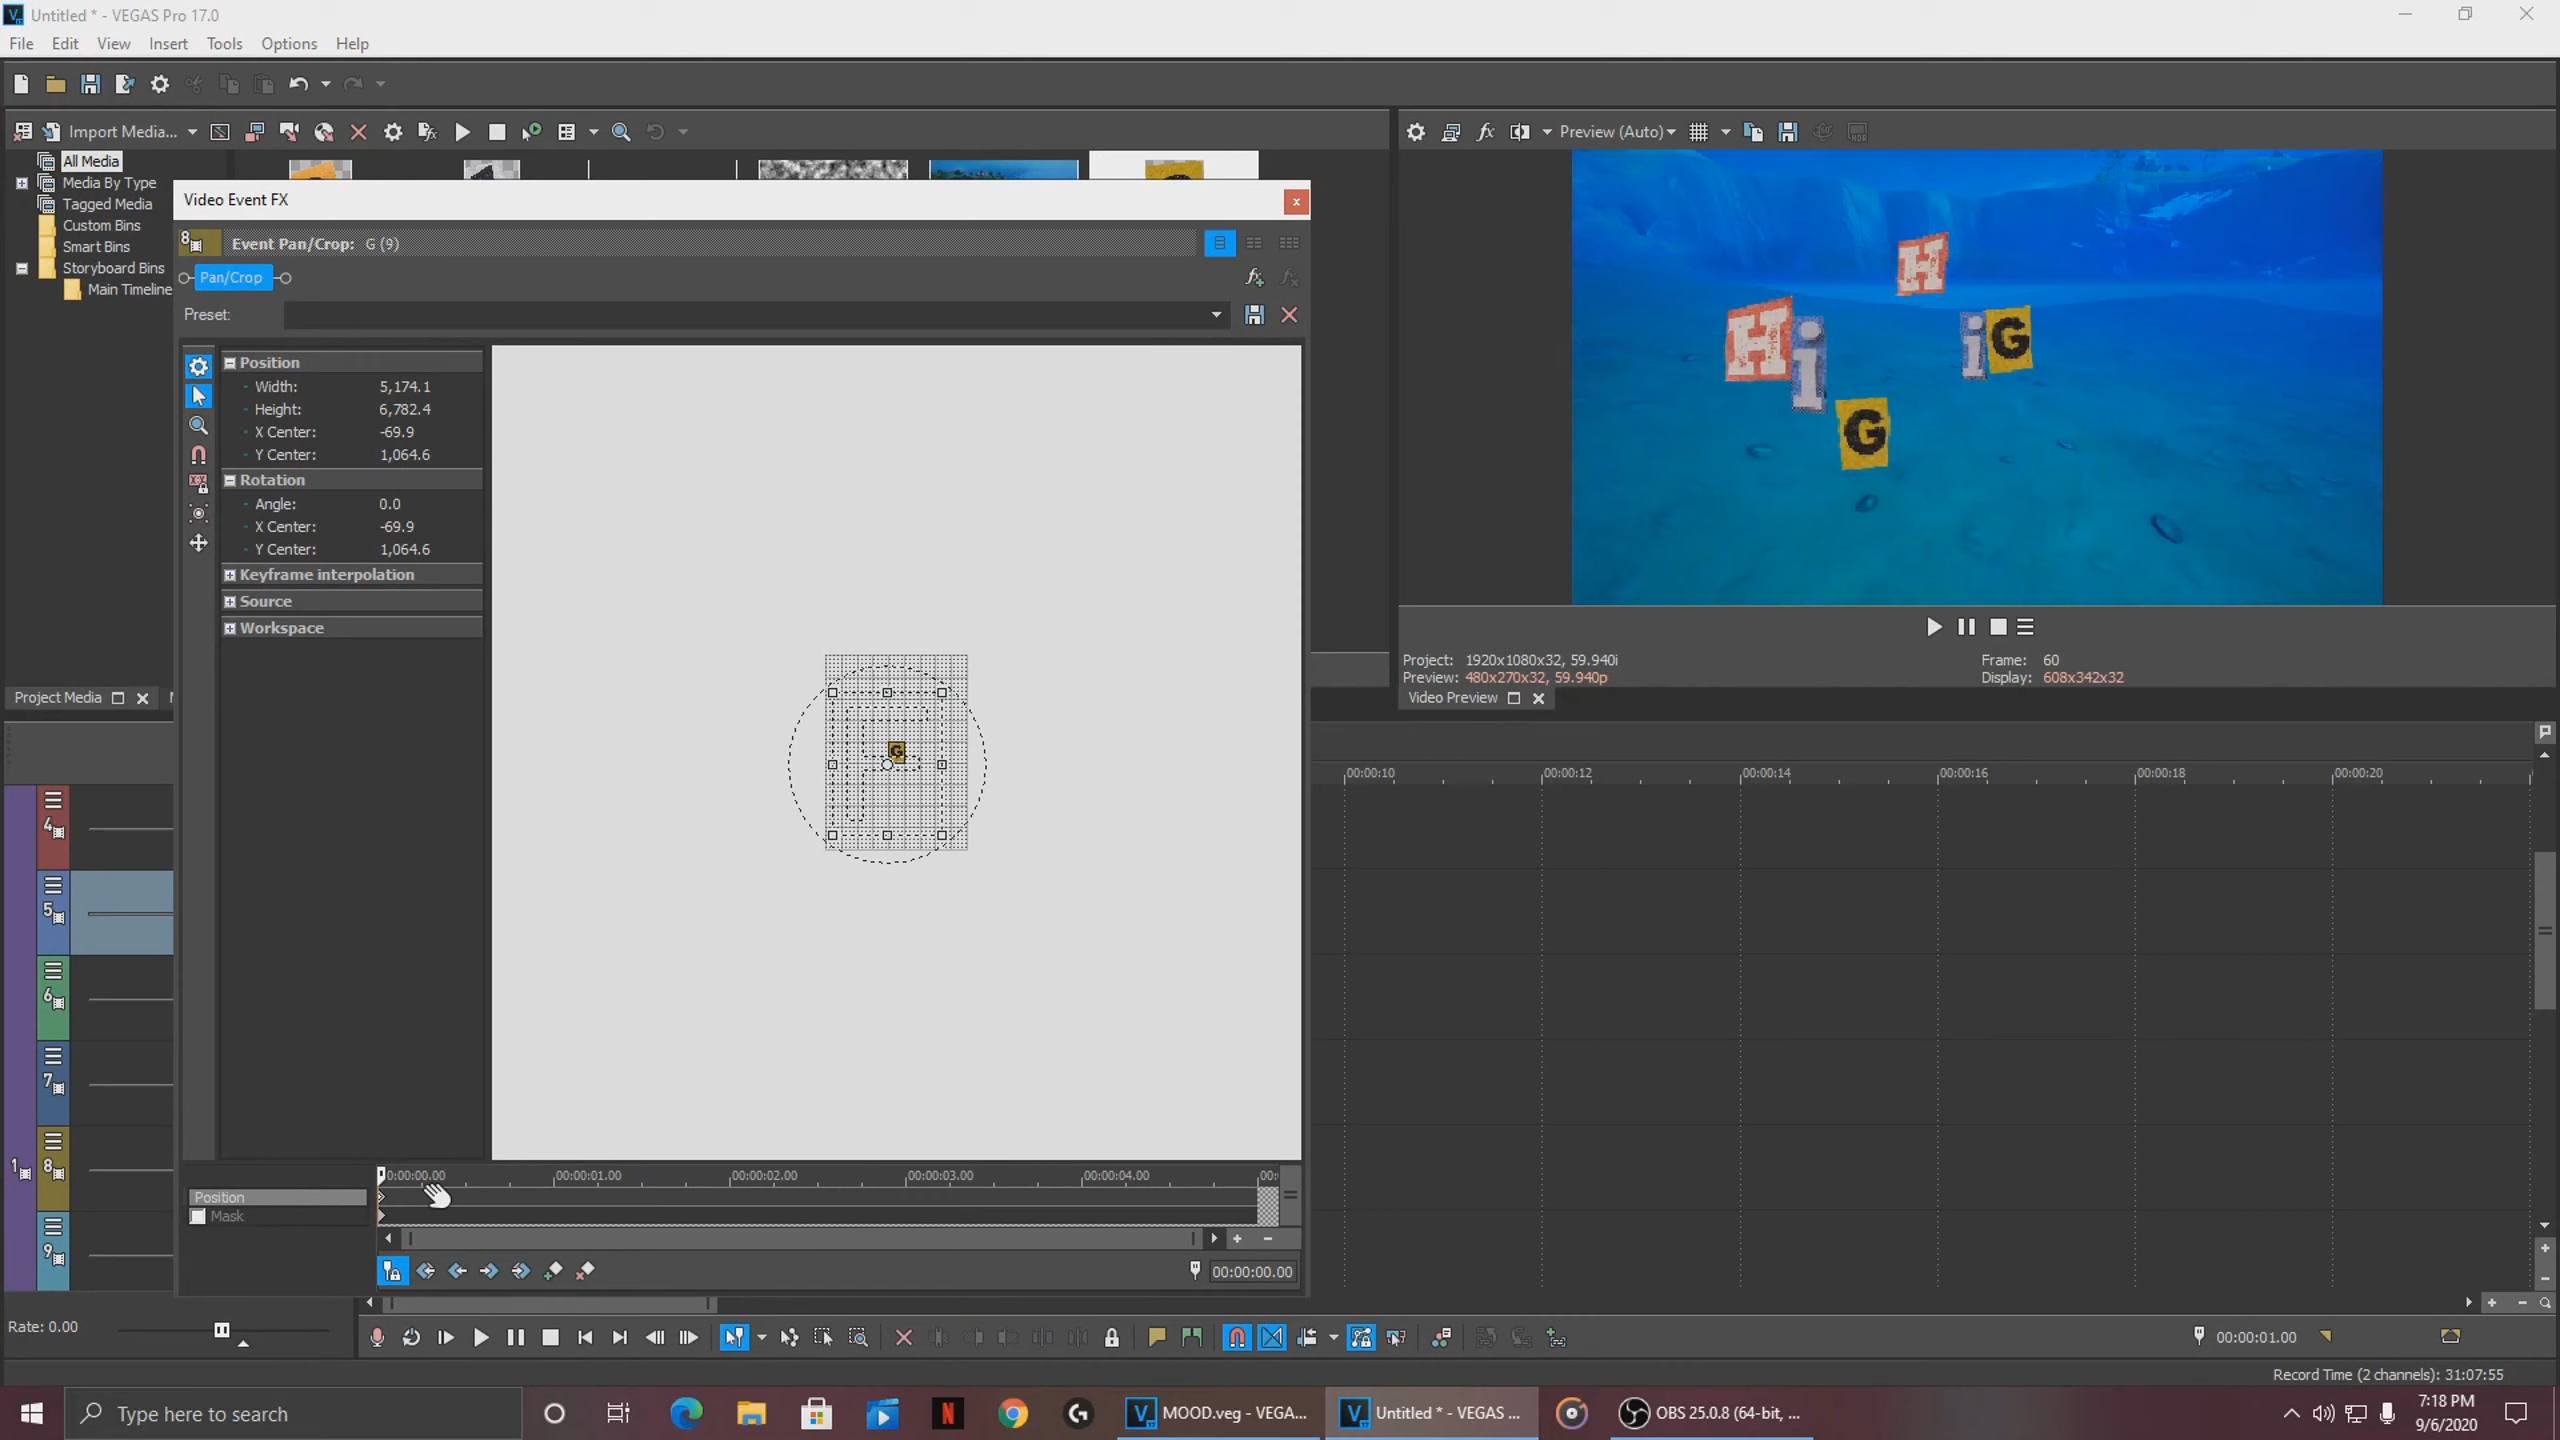 Untitled * - VEGAS Pro 17.0
File Edit View Insert Tools Options Help
Import Media...
Preview (Auto)
All Media
Media By Type
Tagged Media
Custom Bins
Smart Bins
Storyboard Bins
Main Timeline
Video Event FX
Event Pan/Crop: G (9)
Pan/Crop
Preset:
Position
Width: 5,174.1
Height: 6,782.4
X Center: -69.9
Y Center: 1,064.6
Rotation
Angle: 0.0
X Center: -69.9
Y Center: 1,064.6
Keyframe interpolation
Source
Workspace
G
H
H i
i G
G
Project: 1920x1080x32, 59.940i
Preview: 480x270x32, 59.940p
Frame: 60
Display: 608x342x32
Video Preview
Project Media
00:00:10 00:00:12 00:00:14 00:00:16 00:00:18 00:00:20
4
5
6
7
1 8
9
0:00:00.00 00:00:01.00 00:00:02.00 00:00:03.00 00:00:04.00 00:
Position
Mask
00:00:00.00
Rate: 0.00
00:00:01.00
Record Time (2 channels): 31:07:55
Type here to search
MOOD.veg - VEGA...
Untitled * - VEGAS ...
OBS 25.0.8 (64-bit, ...
7:18 PM
9/6/2020